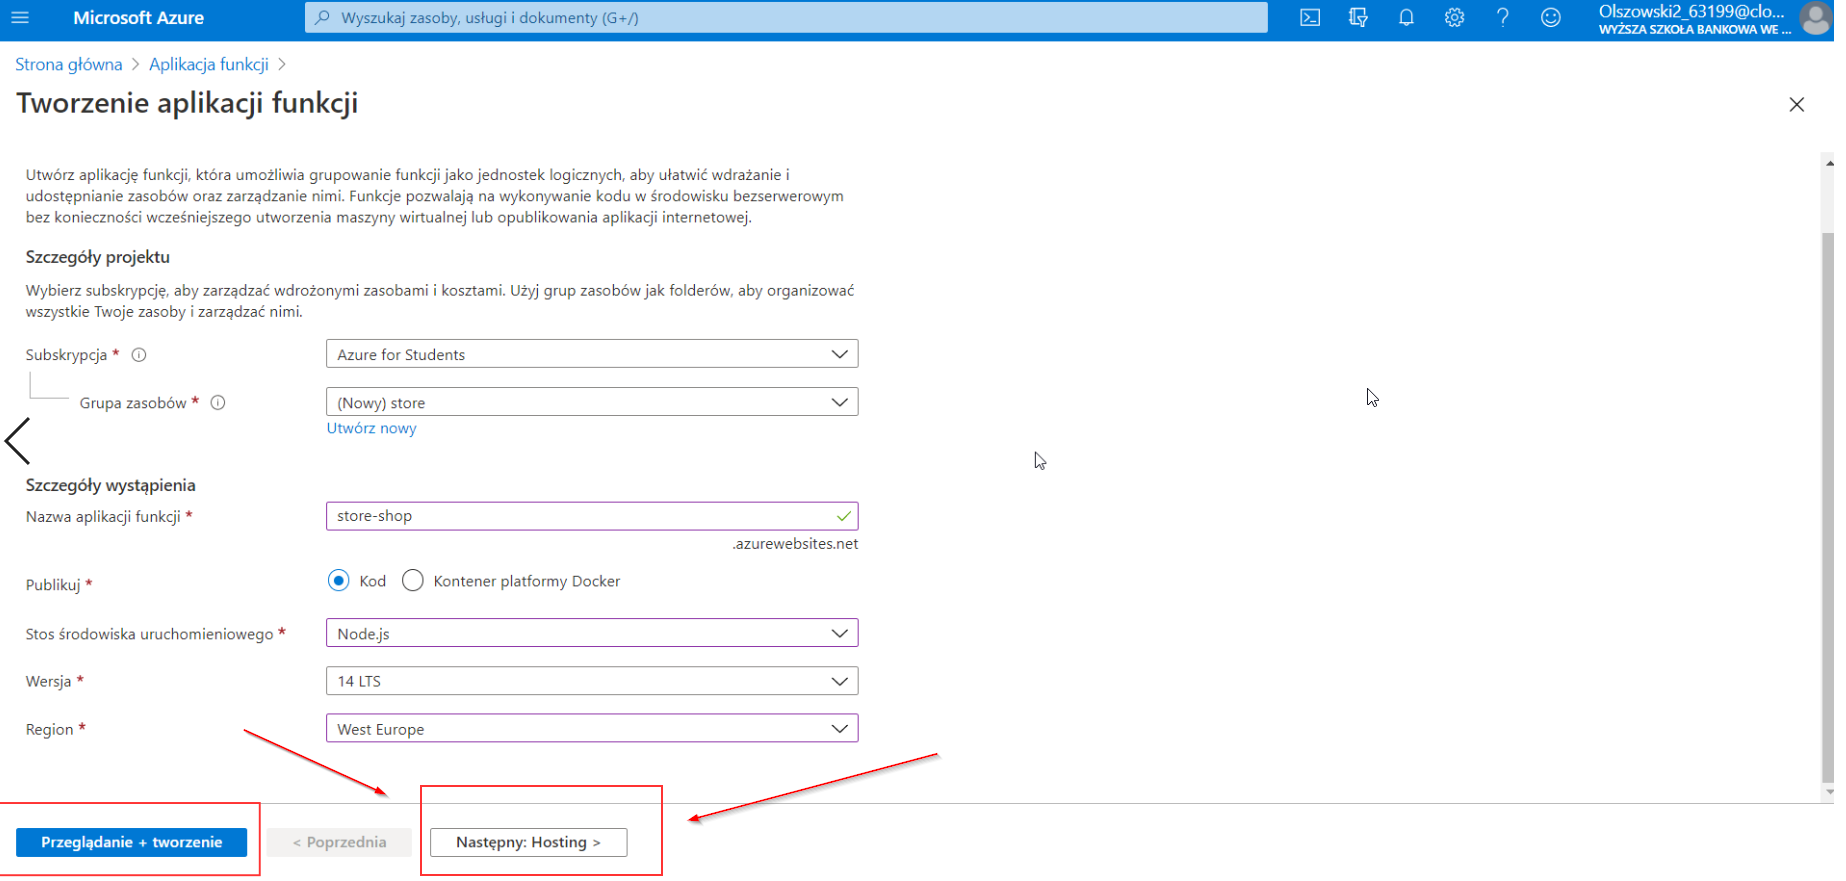 Microsoft Azure
Wyszukaj zasoby, usługi i dokumenty (G+/)
Olszowski2_63199@clo...
WYŻSZA SZKOŁA BANKOWA WE ...
Strona główna > Aplikacja funkcji >
Tworzenie aplikacji funkcji
Utwórz aplikację funkcji, która umożliwia grupowanie funkcji jako jednostek logicznych, aby ułatwić wdrażanie i
udostępnianie zasobów oraz zarządzanie nimi. Funkcje pozwalają na wykonywanie kodu w środowisku bezserwerowym
bez konieczności wcześniejszego utworzenia maszyny wirtualnej lub opublikowania aplikacji internetowej.
Szczegóły projektu
Wybierz subskrypcję, aby zarządzać wdrożonymi zasobami i kosztami. Użyj grup zasobów jak folderów, aby organizować
wszystkie Twoje zasoby i zarządzać nimi.
Subskrypcja * Azure for Students
Grupa zasobów * (Nowy) store
Utwórz nowy
Szczegóły wystąpienia
Nazwa aplikacji funkcji * store-shop
.azurewebsites.net
Publikuj * Kod Kontener platformy Docker
Stos środowiska uruchomieniowego * Node.js
Wersja * 14 LTS
Region * West Europe
Przeglądanie + tworzenie < Poprzednia Następny: Hosting >